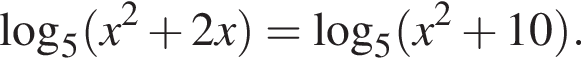 log₅(x² + 2x) = log₅(x² + 10).